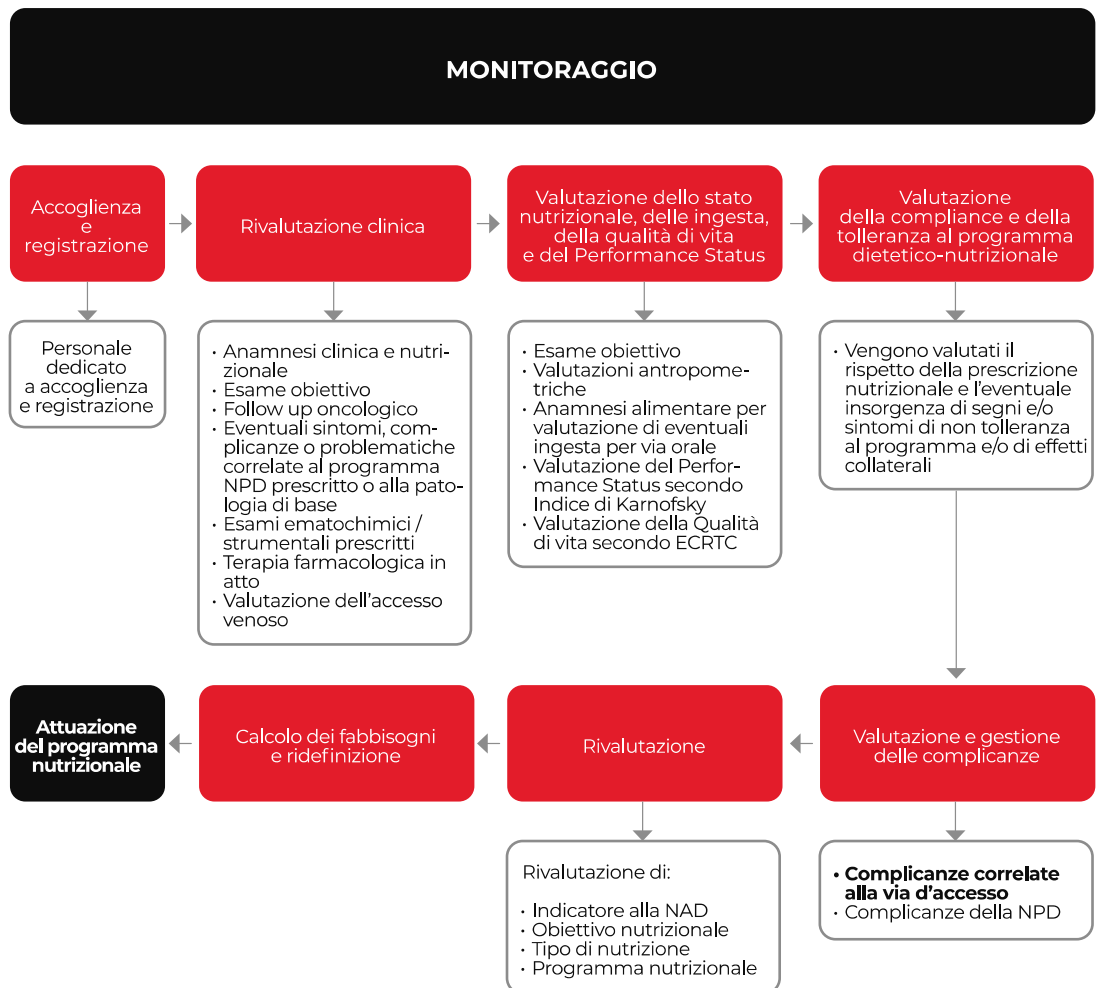 MONITORAGGIO
Accoglienza
e
registrazione
Rivalutazione clinica
Valutazione dello stato
nutrizionale, delle ingesta,
della qualità di vita
e del Performance Status
Valutazione
della compliance e della
tolleranza al programma
dietetico-nutrizionale
Personale
dedicato
a accoglienza
e registrazione
· Anamnesi clinica e nutri-
zionale
· Esame obiettivo
· Follow up oncologico
· Eventuali sintomi, com-
plicanze o problematiche
correlate al programma
NPD prescritto o alla pato-
logia di base
· Esami ematochimici /
strumentali prescritti
· Terapia farmacologica in
atto
· Valutazione dell'accesso
venoso
· Esame obiettivo
· Valutazioni antropome-
triche
· Anamnesi alimentare per
valutazione di eventuali
ingesta per via orale
· Valutazione del Perfor-
mance Status secondo
Indice di Karnofsky
· Valutazione della Qualità
di vita secondo ECRTC
· Vengono valutati il
rispetto della prescrizione
nutrizionale e l'eventuale
insorgenza di segni e/o
sintomi di non tolleranza
al programma e/o di effetti
collaterali
Attuazione
del programma
nutrizionale
Calcolo dei fabbisogni
e ridefinizione
Rivalutazione
Valutazione e gestione
delle complicanze
Rivalutazione di:
· Indicatore alla NAD
· Obiettivo nutrizionale
· Tipo di nutrizione
· Programma nutrizionale
· Complicanze correlate
alla via d'accesso
· Complicanze della NPD